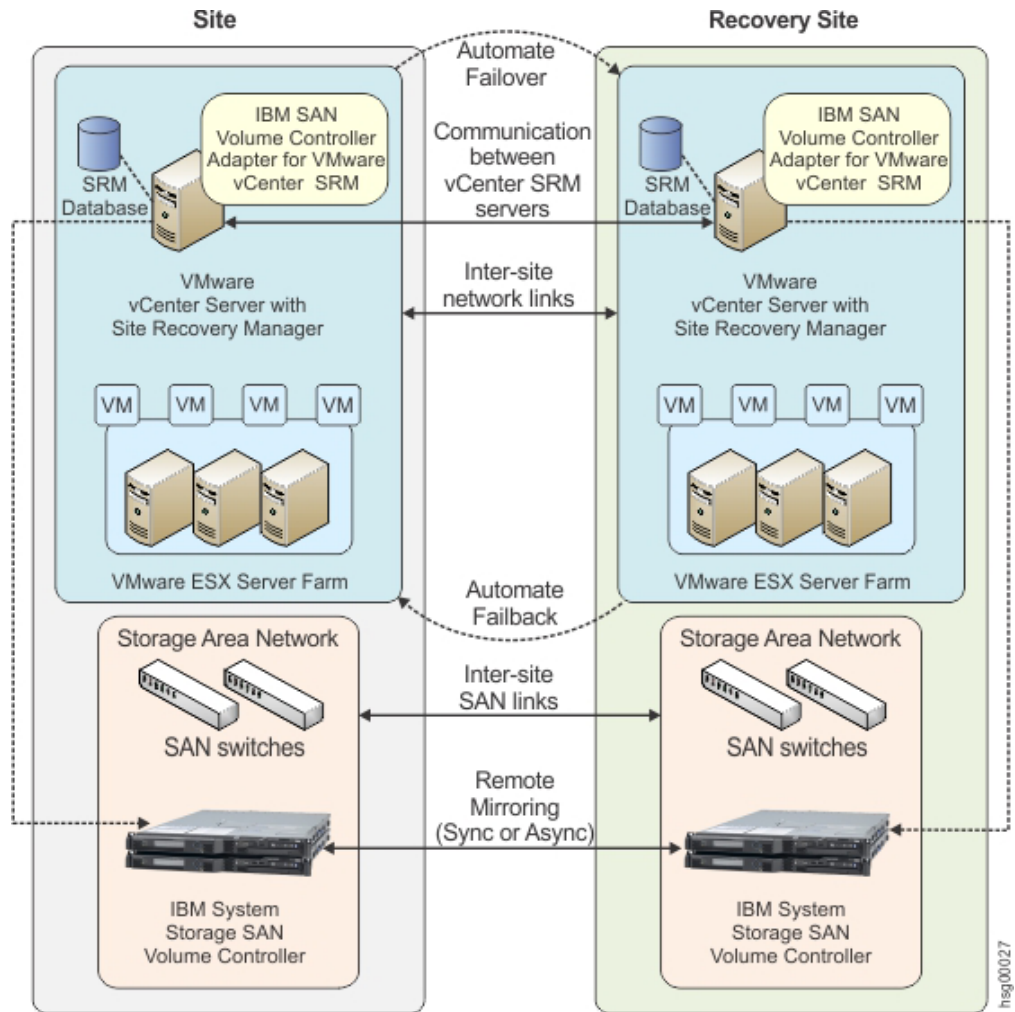 Site
Recovery Site
Automate
Failover
IBM SAN
Volume Controller
Adapter for VMware
vCenter SRM
SRM
Database
Communication
between
vCenter SRM
servers
IBM SAN
Volume Controller
Adapter for VMware
vCenter SRM
SRM
Database
VMware
vCenter Server with
Site Recovery Manager
Inter-site
network links
VMware
vCenter Server with
Site Recovery Manager
VM
VM
VM
VM
VM
VM
VM
VM
VMware ESX Server Farm
VMware ESX Server Farm
Automate
Failback
Storage Area Network
Storage Area Network
Inter-site
SAN links
SAN switches
SAN switches
Remote
Mirroring
(Sync or Async)
IBM System
Storage SAN
Volume Controller
IBM System
Storage SAN
Volume Controller
hsg00027